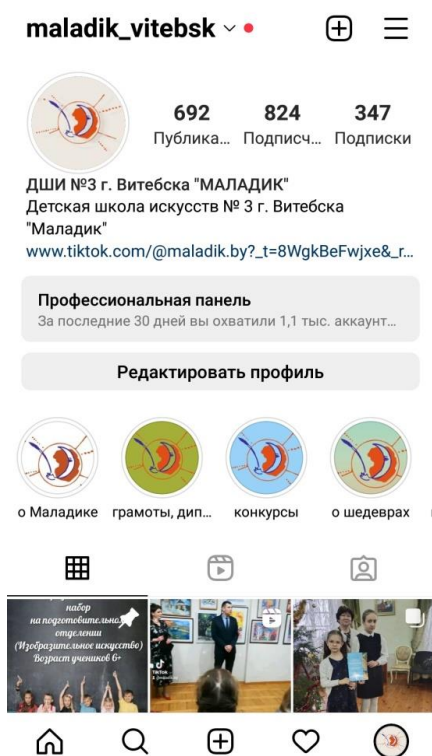 maladik_vitebsk
692 824 347
Публика... Подписч... Подписки
ДШИ №3 г. Витебска "МАЛАДИК"
Детская школа искусств № 3 г. Витебска
"Маладик"
www.tiktok.com/@maladik.by?_t=8WgkBeFwjxe&_r...
Профессиональная панель
За последние 30 дней вы охватили 1,1 тыс. аккаунт...
Редактировать профиль
о Маладике грамоты, дип... конкурсы о шедеврах
набор
на подготовительном
отделении
(Изобразительное искусство)
Возраст учеников 6+
TikTok